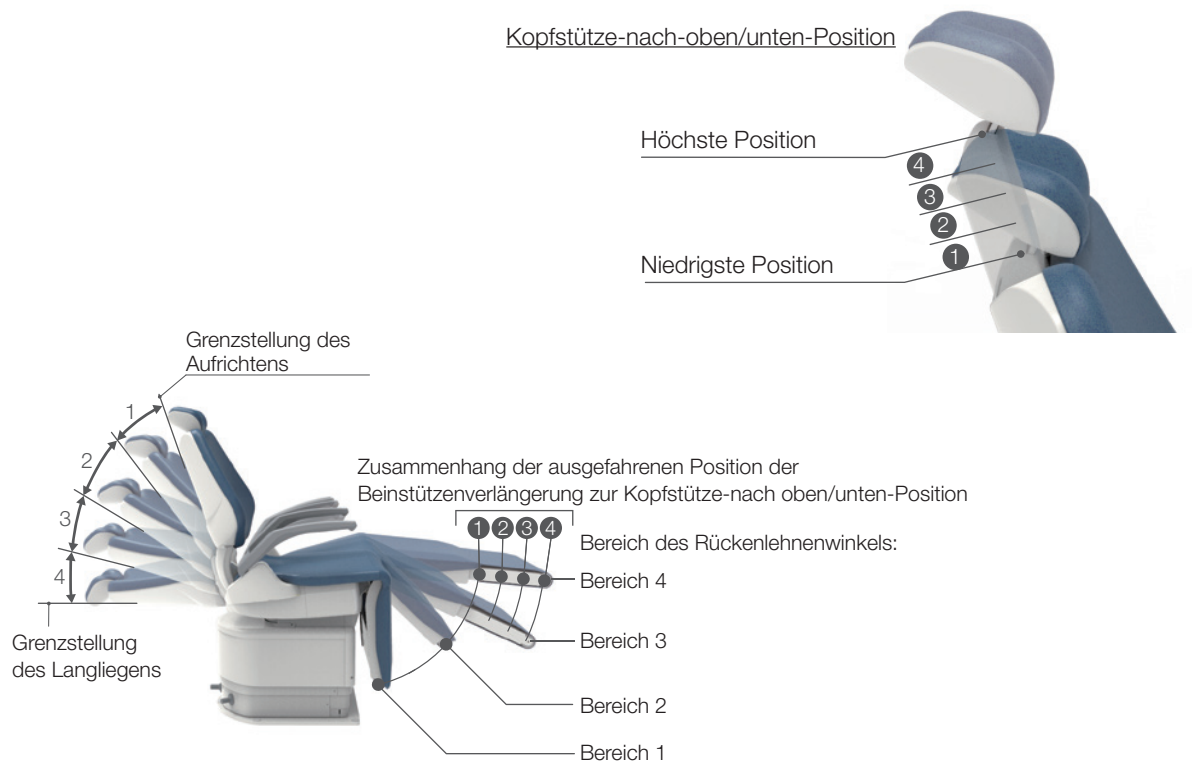 Kopfstütze-nach-oben/unten-Position
Höchste Position
4
3
2
1
Niedrigste Position
Grenzstellung des
Aufrichtens
1
2
3
4
Grenzstellung
des Langliegens
Zusammenhang der ausgefahrenen Position der
Beinstützenverlängerung zur Kopfstütze-nach oben/unten-Position
1 2 3 4
Bereich des Rückenlehnenwinkels:
Bereich 4
Bereich 3
Bereich 2
Bereich 1